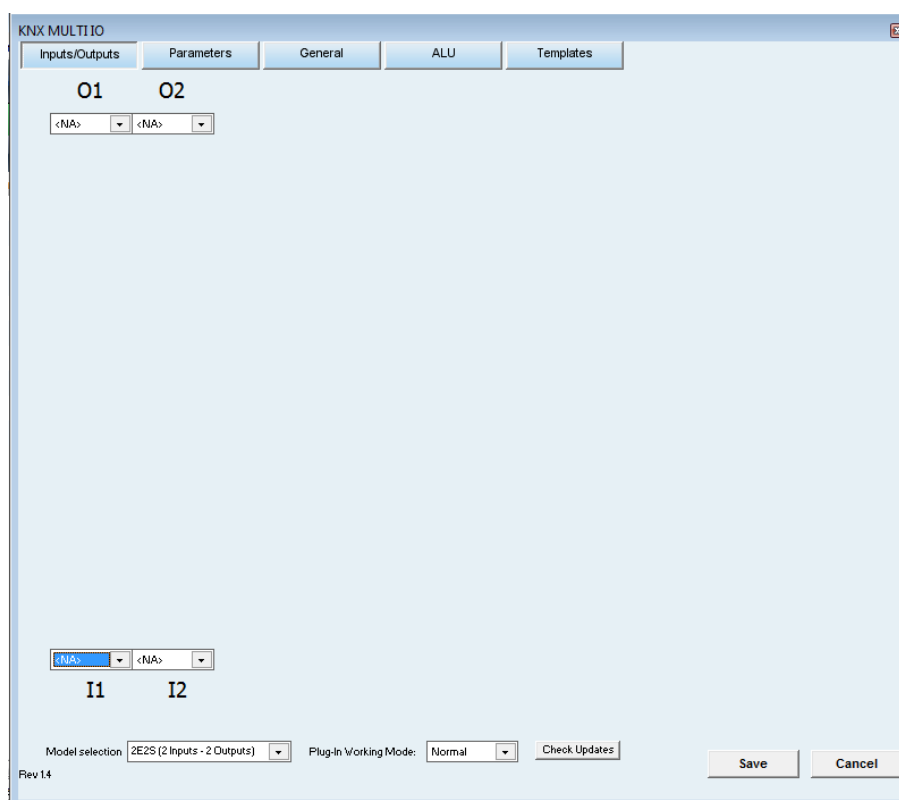 KNX MULTI IO
Inputs/Outputs Parameters General ALU Templates
O1 O2
<NA> <NA>
<NA> <NA>
I1 I2
Model selection 2E2S (2 Inputs - 2 Outputs) Plug-In Working Mode: Normal Check Updates
Save Cancel
Rev 1.4